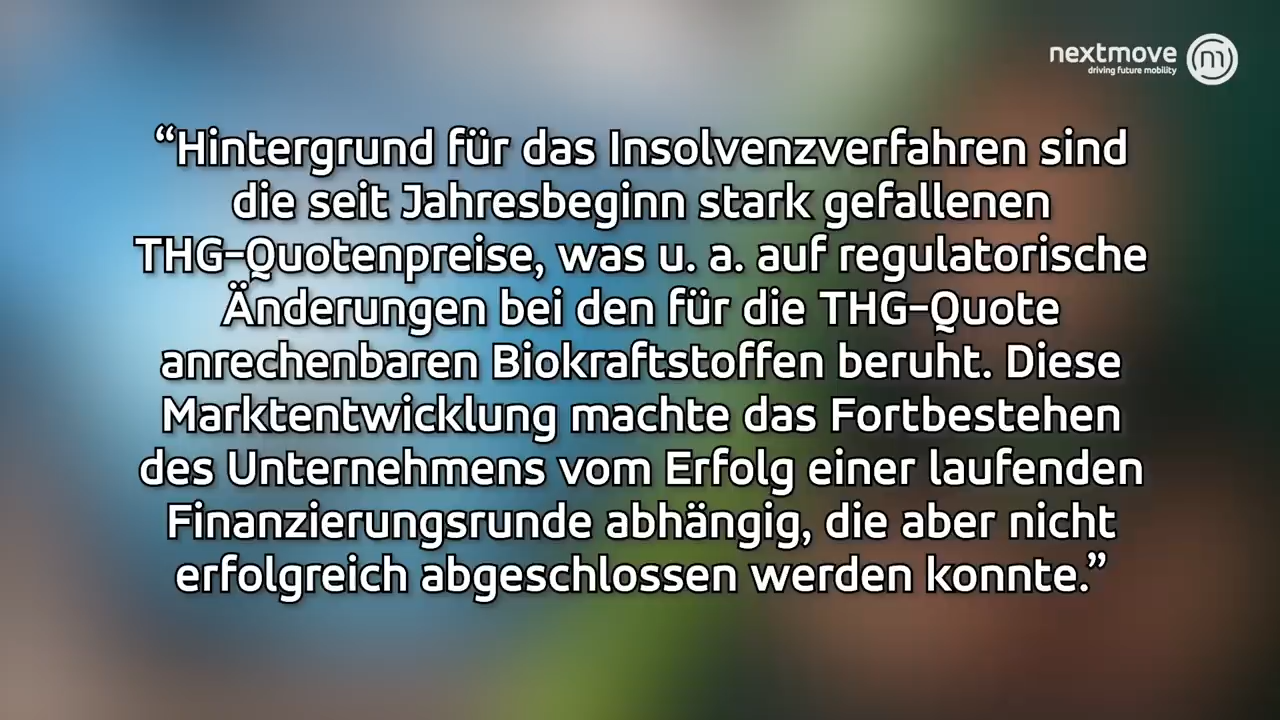 nextmove
driving future mobility
“Hintergrund für das Insolvenzverfahren sind
die seit Jahresbeginn stark gefallenen
THG-Quotenpreise, was u. a. auf regulatorische
Änderungen bei den für die THG-Quote
anrechenbaren Biokraftstoffen beruht. Diese
Marktentwicklung machte das Fortbestehen
des Unternehmens vom Erfolg einer laufenden
Finanzierungsrunde abhängig, die aber nicht
erfolgreich abgeschlossen werden konnte.”